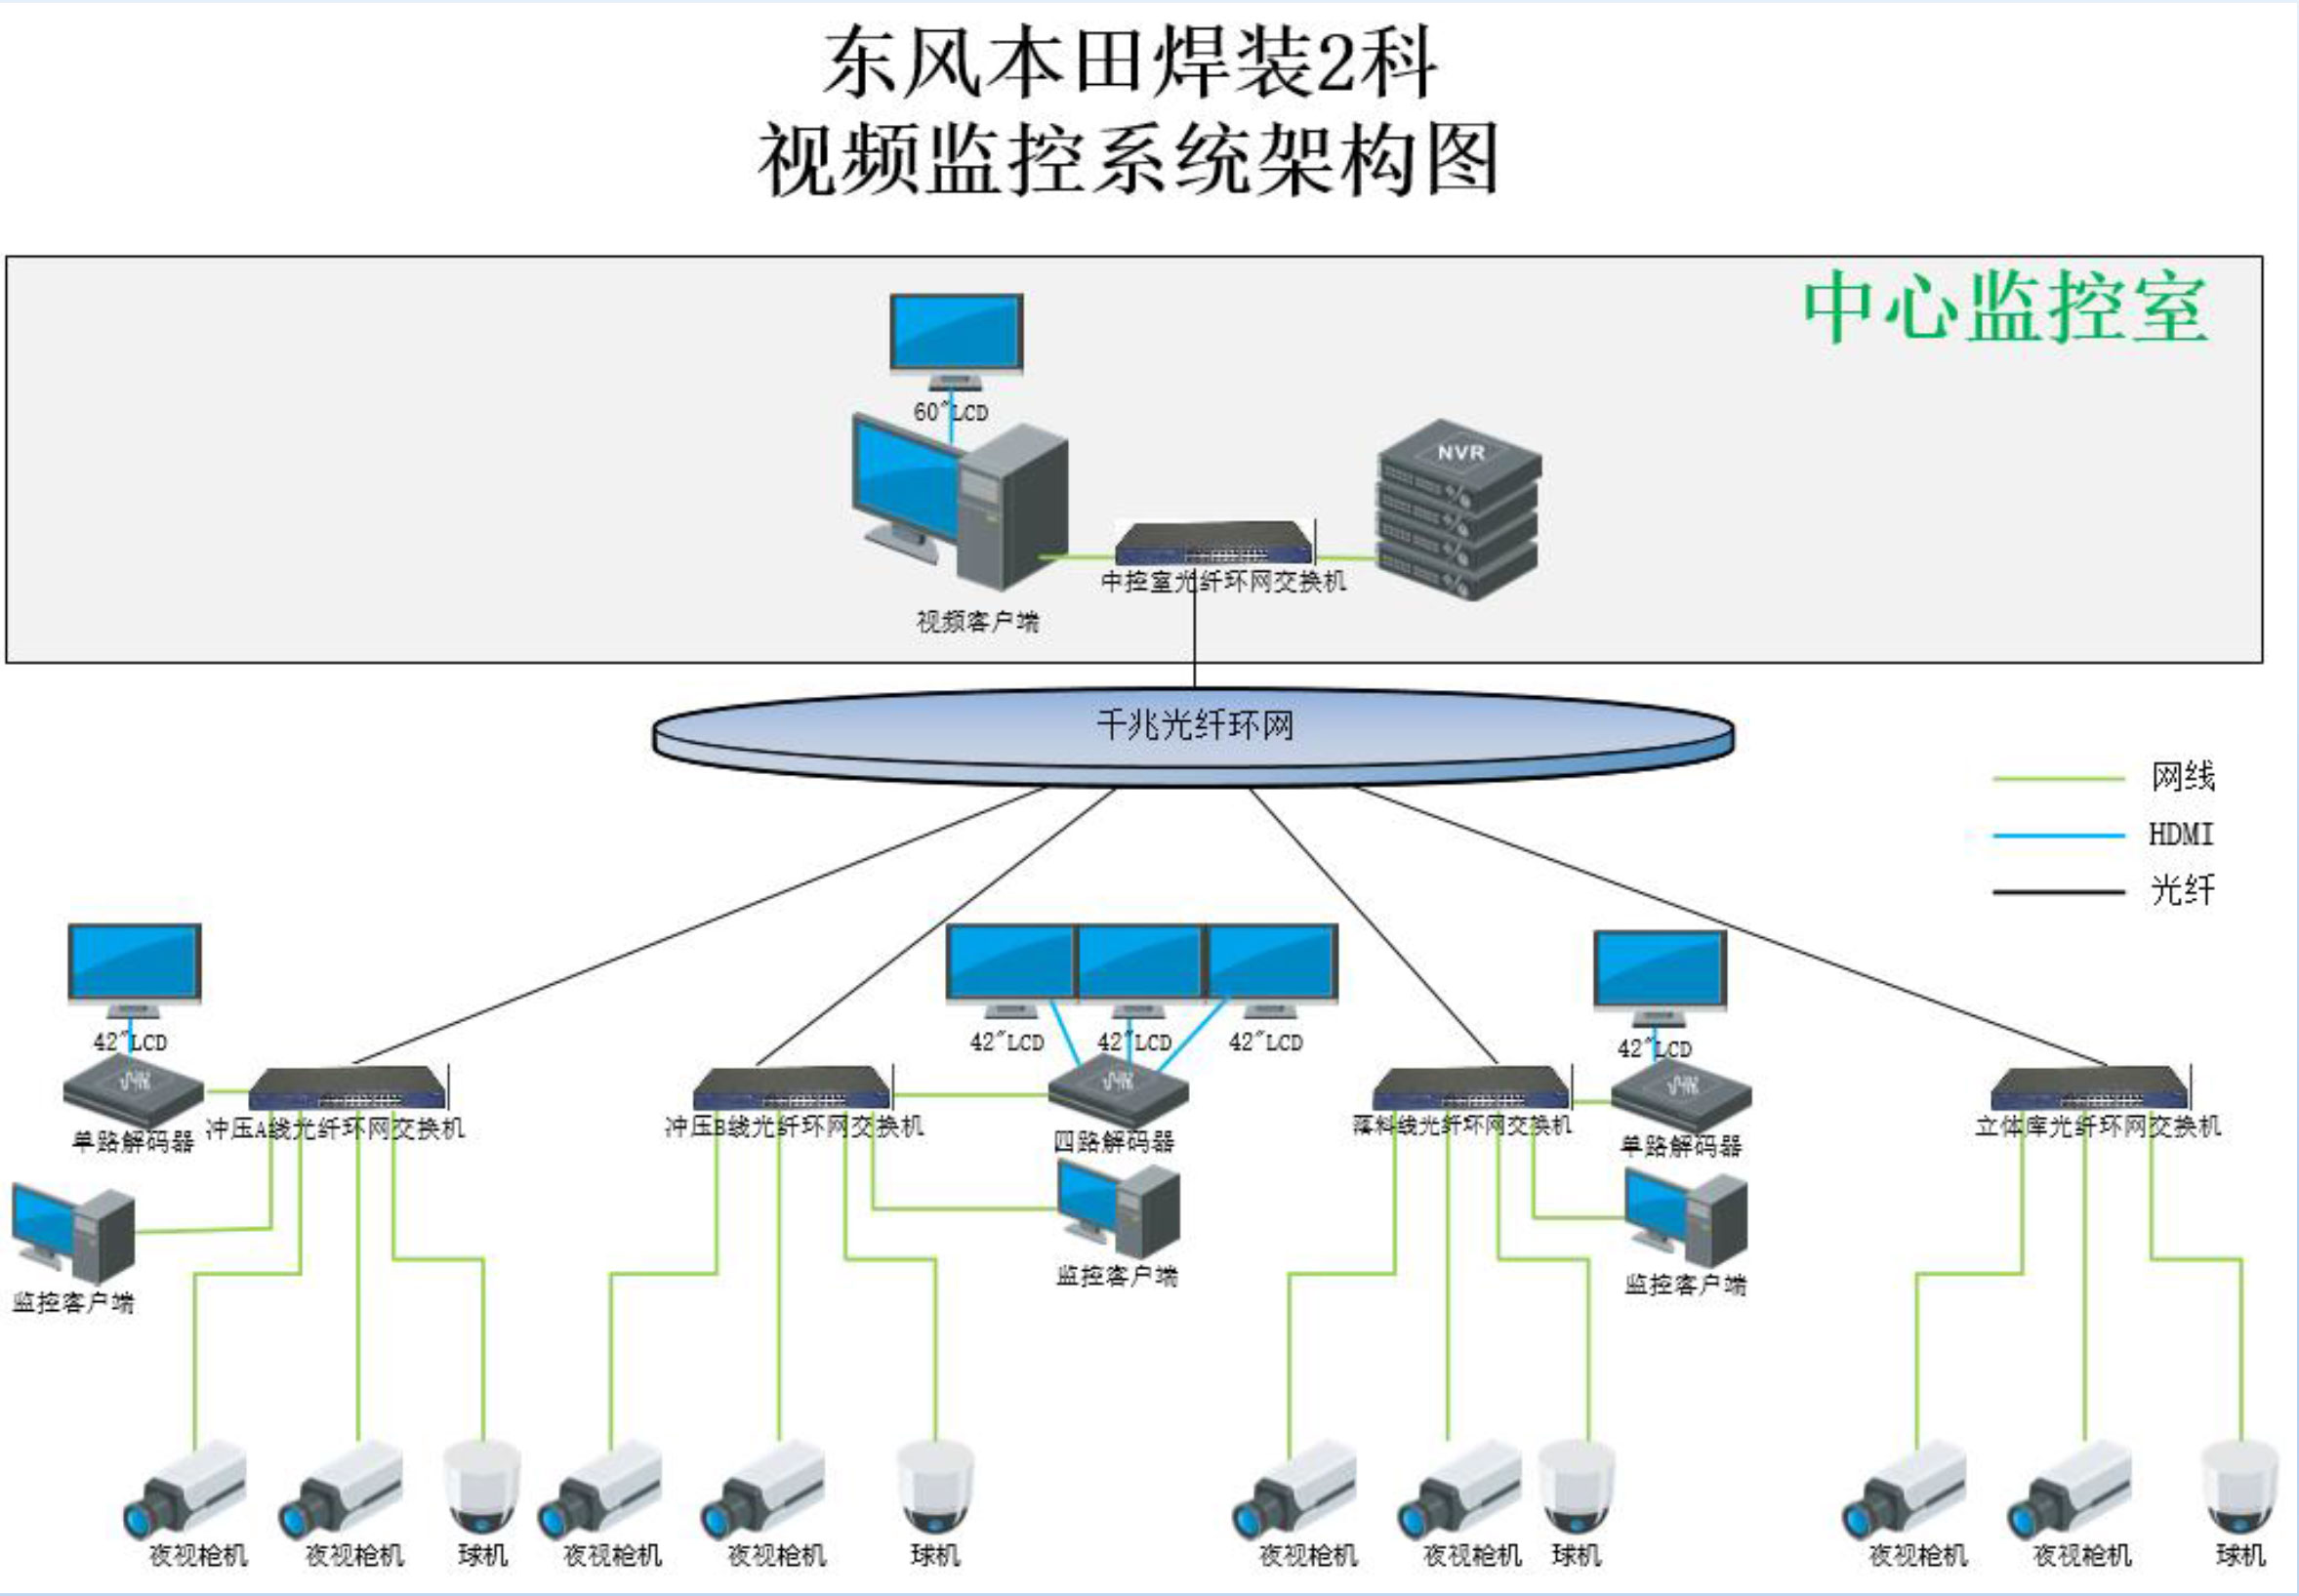 东风本田焊装2科
视频监控系统架构图
中心监控室
60"LCD
NVR
中控室光纤环网交换机
视频客户端
千兆光纤环网
网线
HDMI
光纤
42"LCD
42"LCD
42"LCD
42"LCD
42"LCD
单路解码器
冲压A线光纤环网交换机
冲压B线光纤环网交换机
四路解码器
落料线光纤环网交换机
单路解码器
立体库光纤环网交换机
监控客户端
监控客户端
监控客户端
夜视枪机
夜视枪机
球机
夜视枪机
夜视枪机
球机
夜视枪机
夜视枪机
球机
夜视枪机
夜视枪机
球机